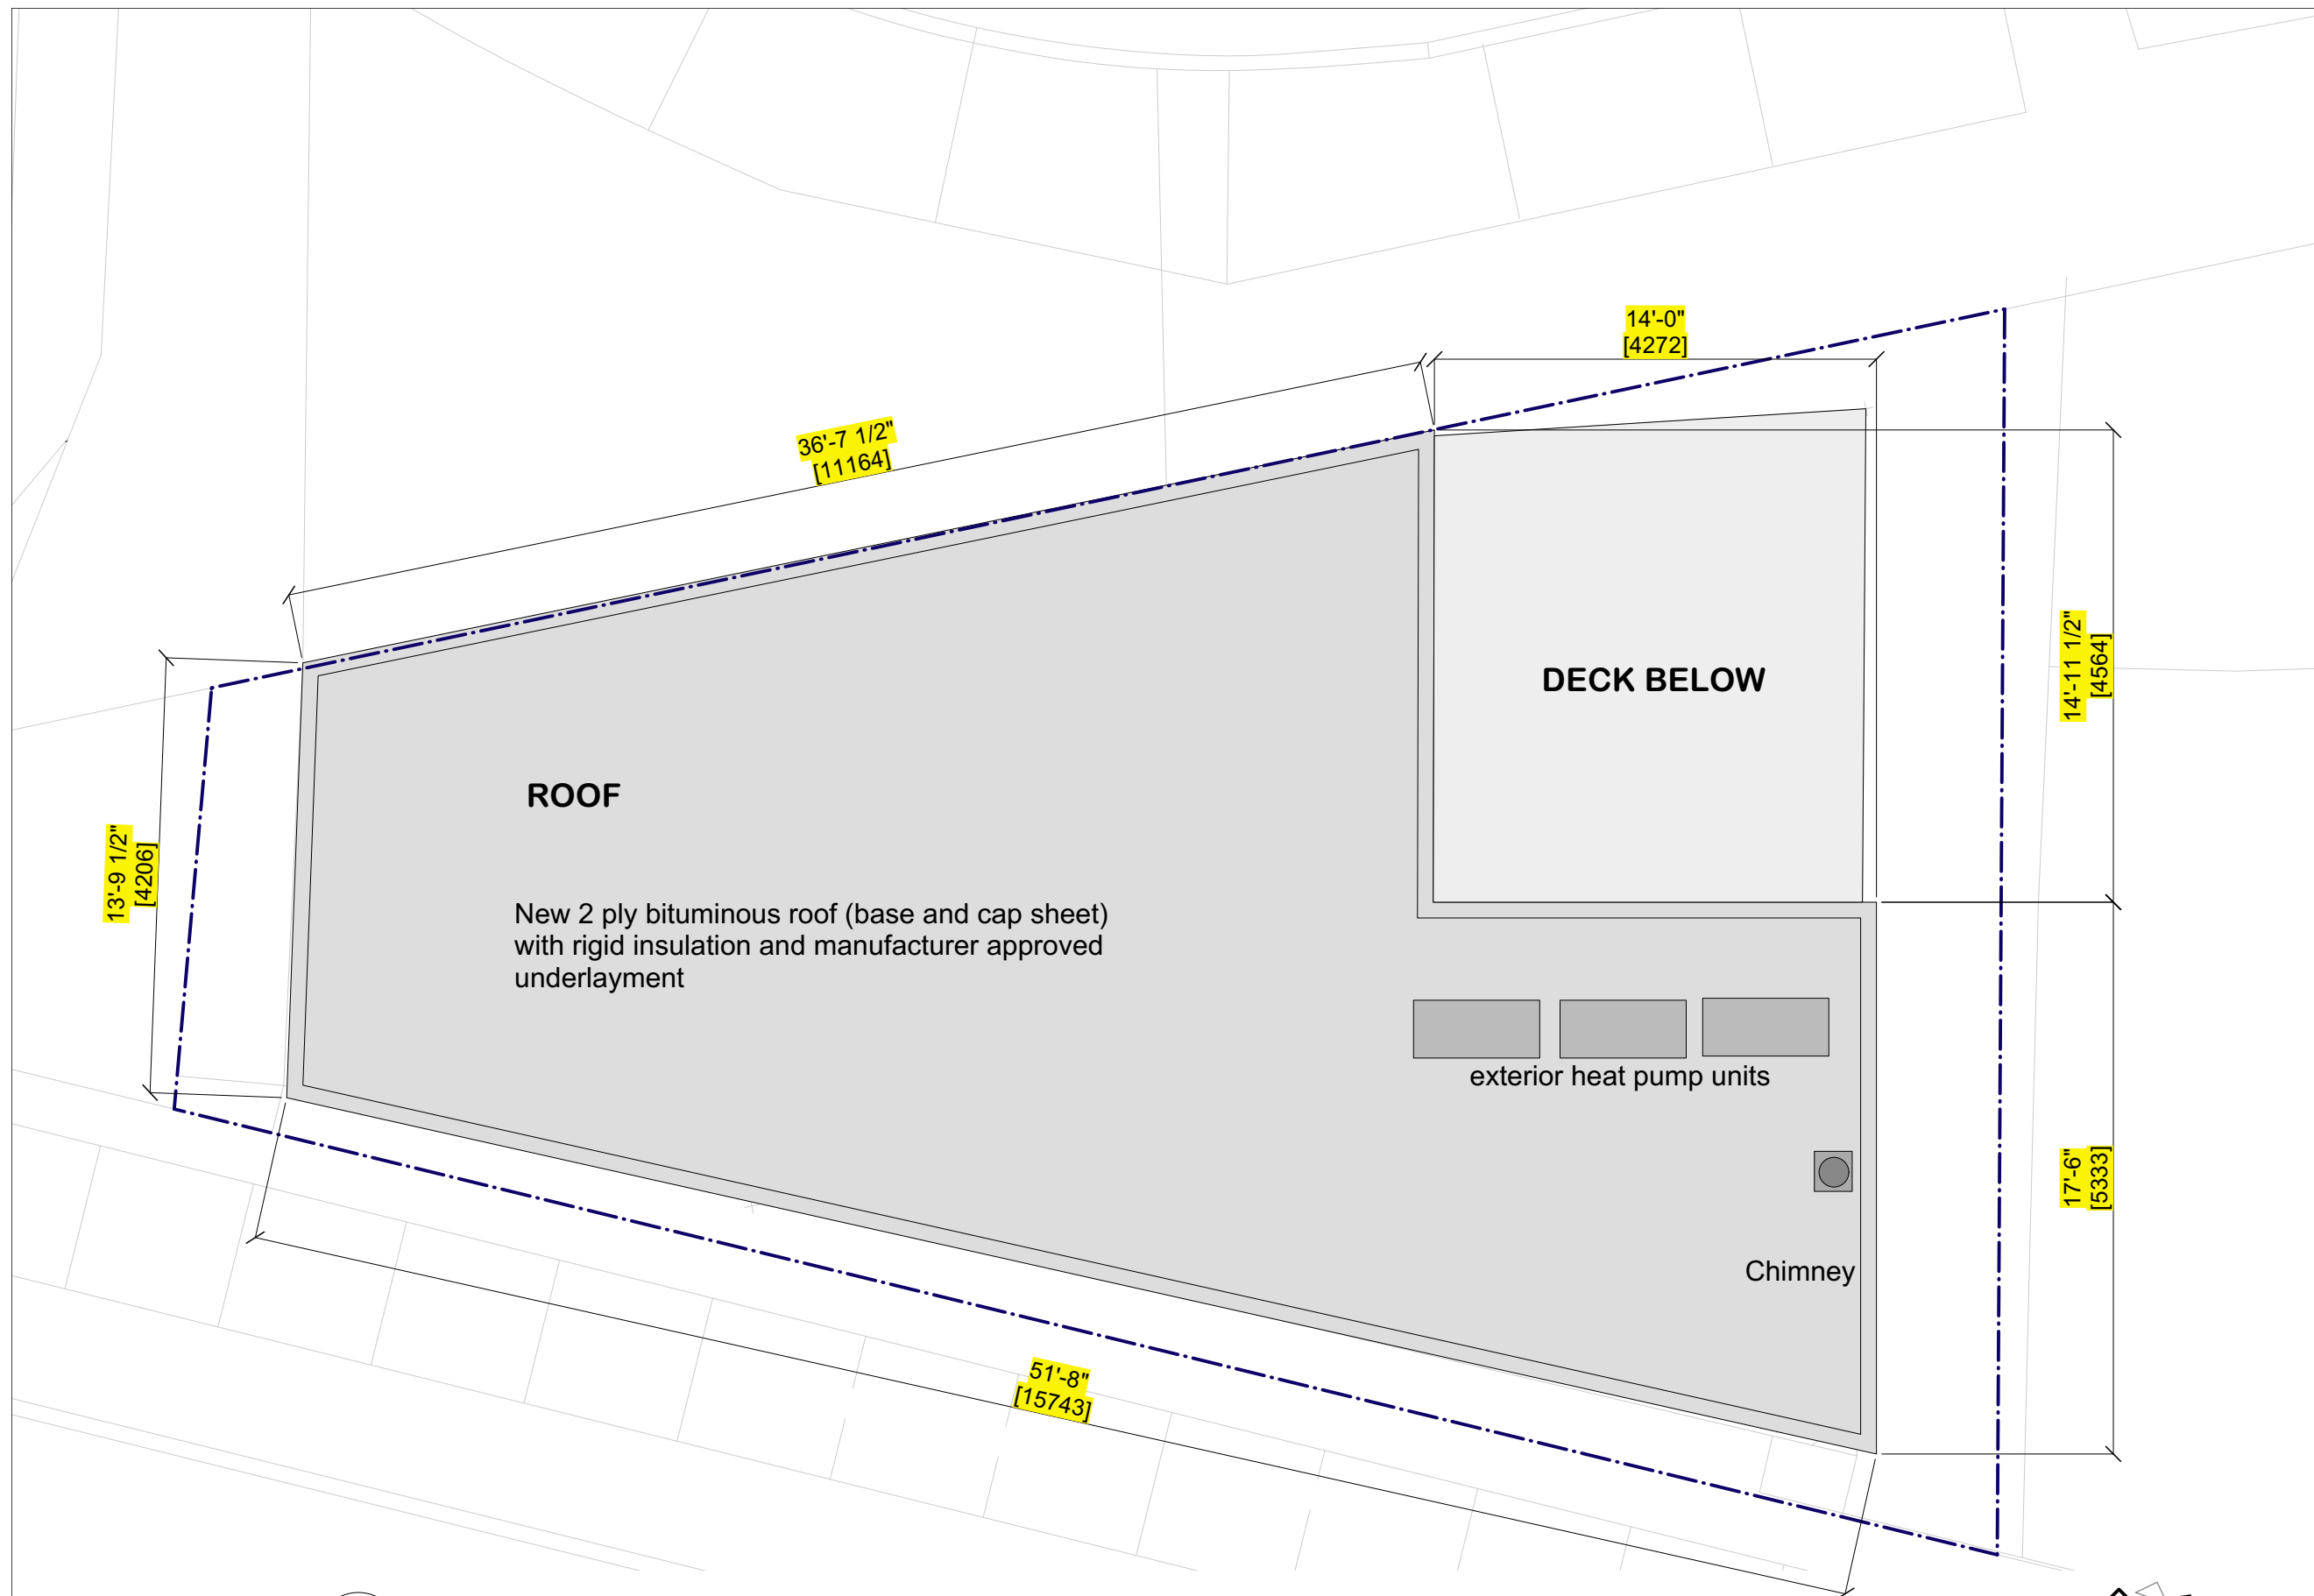 14'-0"
[4272]
36'-7 1/2"
[11164]
14'-11 1/2"
[4564]
DECK BELOW
ROOF
13'-9 1/2"
[4206]
New 2 ply bituminous roof (base and cap sheet)
with rigid insulation and manufacturer approved
underlayment
exterior heat pump units
17'-6"
[5333]
Chimney
51'-8"
[15743]